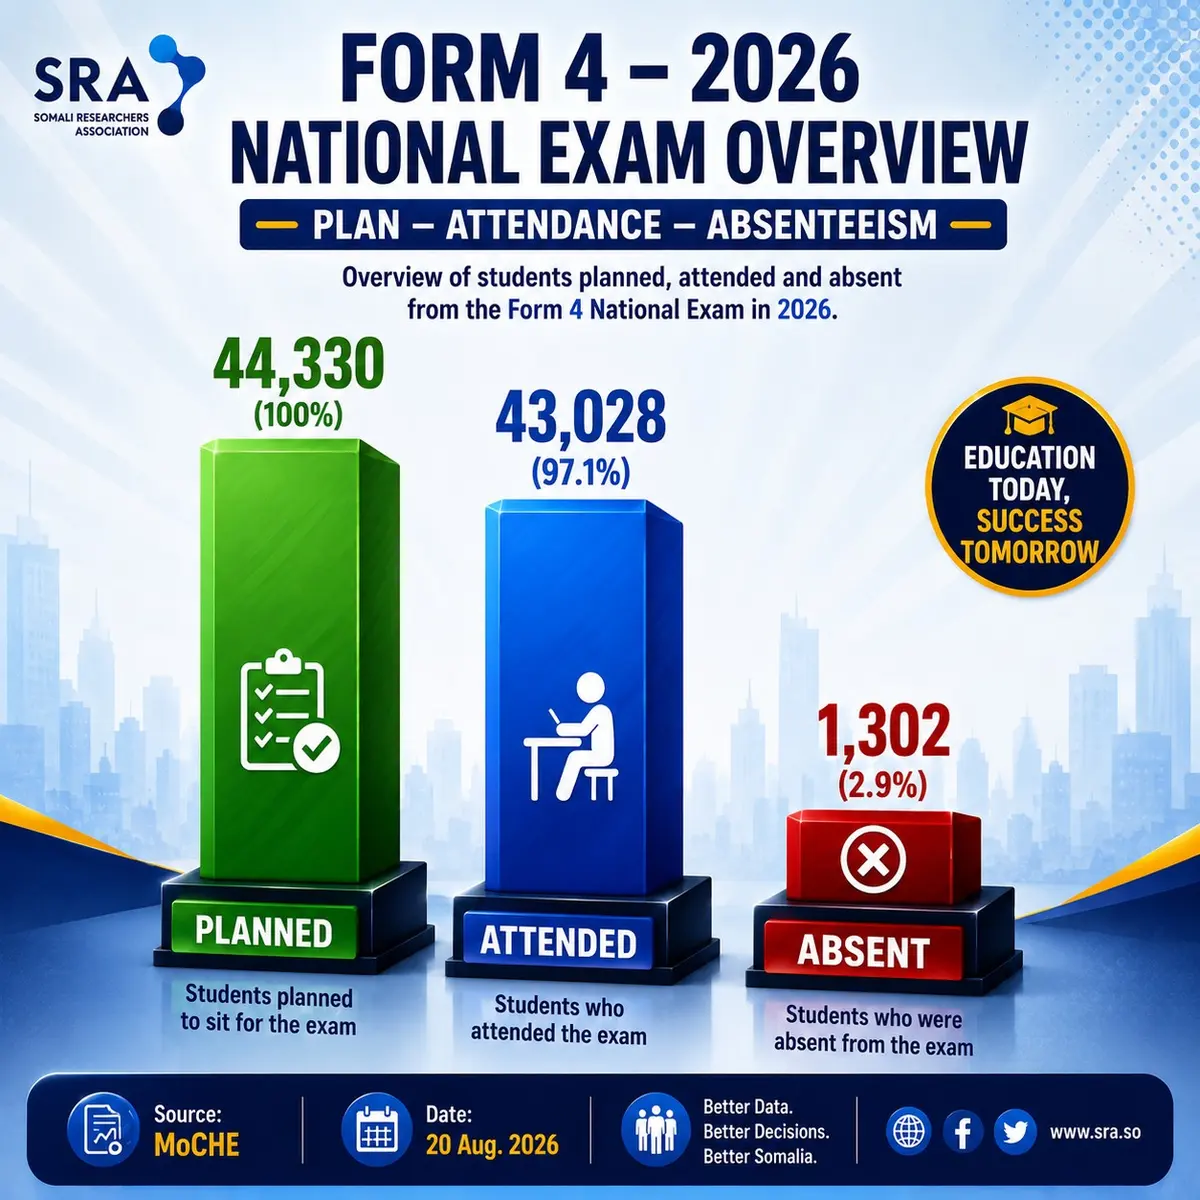 SRA
SOMALI RESEARCHERS
ASSOCIATION
FORM 4 – 2026
NATIONAL EXAM OVERVIEW
PLAN – ATTENDANCE – ABSENTEEISM
Overview of students planned, attended and absent
from the Form 4 National Exam in 2026.
44,330
(100%)
43,028
(97.1%)
EDUCATION
TODAY,
SUCCESS
TOMORROW
1,302
(2.9%)
PLANNED
ATTENDED
ABSENT
Students planned
to sit for the exam
Students who
attended the exam
Students who were
absent from the exam
Source:
MoCHE
Date:
20 Aug. 2026
Better Data.
Better Decisions.
Better Somalia.
www.sra.so